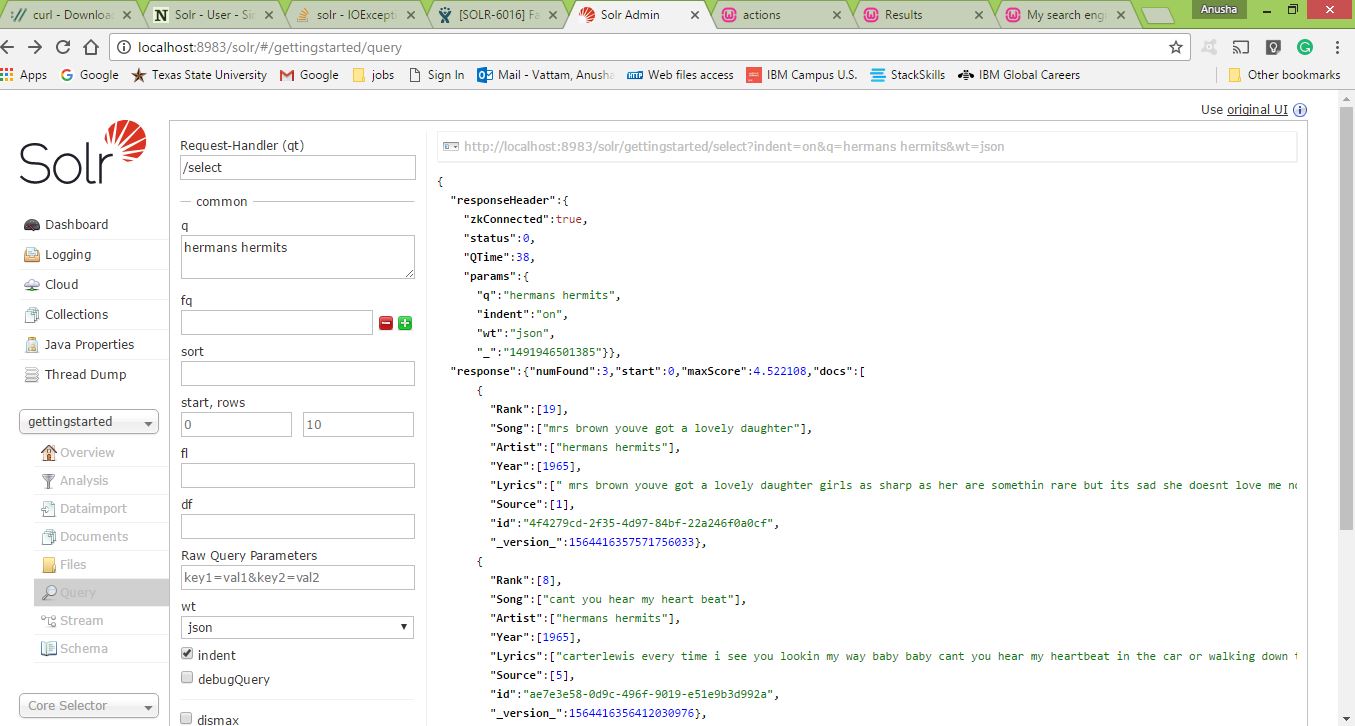 curl - Downloa
Solr - User - Sin
solr - IOExcepti
[SOLR-6016] Fa
Solr Admin
actions
Results
My search eng
Anusha
localhost:8983/solr/#/gettingstarted/query
Apps
Google
Texas State University
Google
jobs
Sign In
Mail - Vattam, Anusha
Web files access
IBM Campus U.S.
StackSkills
IBM Global Careers
Other bookmarks
Use original UI
Solr
Dashboard
Logging
Cloud
Collections
Java Properties
Thread Dump
gettingstarted
Overview
Analysis
Dataimport
Documents
Files
Query
Stream
Schema
Core Selector
Request-Handler (qt)
/select
common
q
hermans hermits
fq
sort
start, rows
0 10
fl
df
Raw Query Parameters
key1=val1&key2=val2
wt
json
indent
debugQuery
dismax
http://localhost:8983/solr/gettingstarted/select?indent=on&q=hermans hermits&wt=json
{
"responseHeader":{
"zkConnected":true,
"status":0,
"QTime":38,
"params":{
"q":"hermans hermits",
"indent":"on",
"wt":"json",
"_":"1491946501385"}},
"response":{"numFound":3,"start":0,"maxScore":4.522108,"docs":[
{
"Rank":[19],
"Song":["mrs brown youve got a lovely daughter"],
"Artist":["hermans hermits"],
"Year":[1965],
"Lyrics":[" mrs brown youve got a lovely daughter girls as sharp as her are somethin rare but its sad she doesnt love me no
"Source":[1],
"id":"4f4279cd-2f35-4d97-84bf-22a246f0a0cf",
"_version_":1564416357571756033},
{
"Rank":[8],
"Song":["cant you hear my heart beat"],
"Artist":["hermans hermits"],
"Year":[1965],
"Lyrics":["carterlewis every time i see you lookin my way baby baby cant you hear my heartbeat in the car or walking down t
"Source":[5],
"id":"ae7e3e58-0d9c-496f-9019-e51e9b3d992a",
"_version_":1564416356412030976},